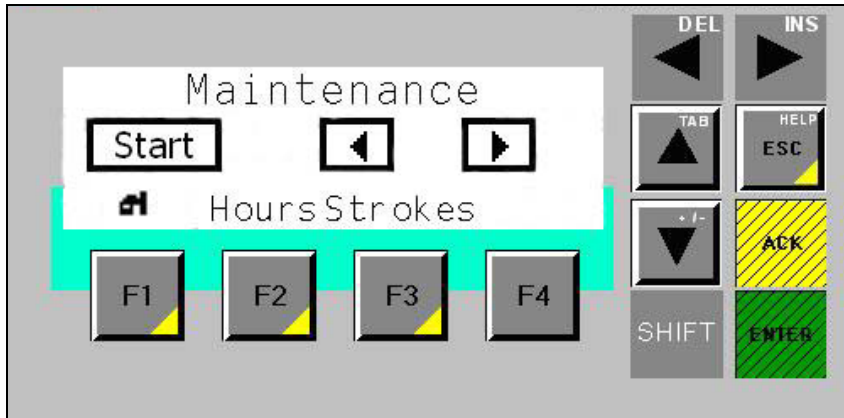 DEL INS
Maintenance
TAB HELP
Start ESC
HoursStrokes
+ /-
ACK
F1 F2 F3 F4
SHIFT ENTER